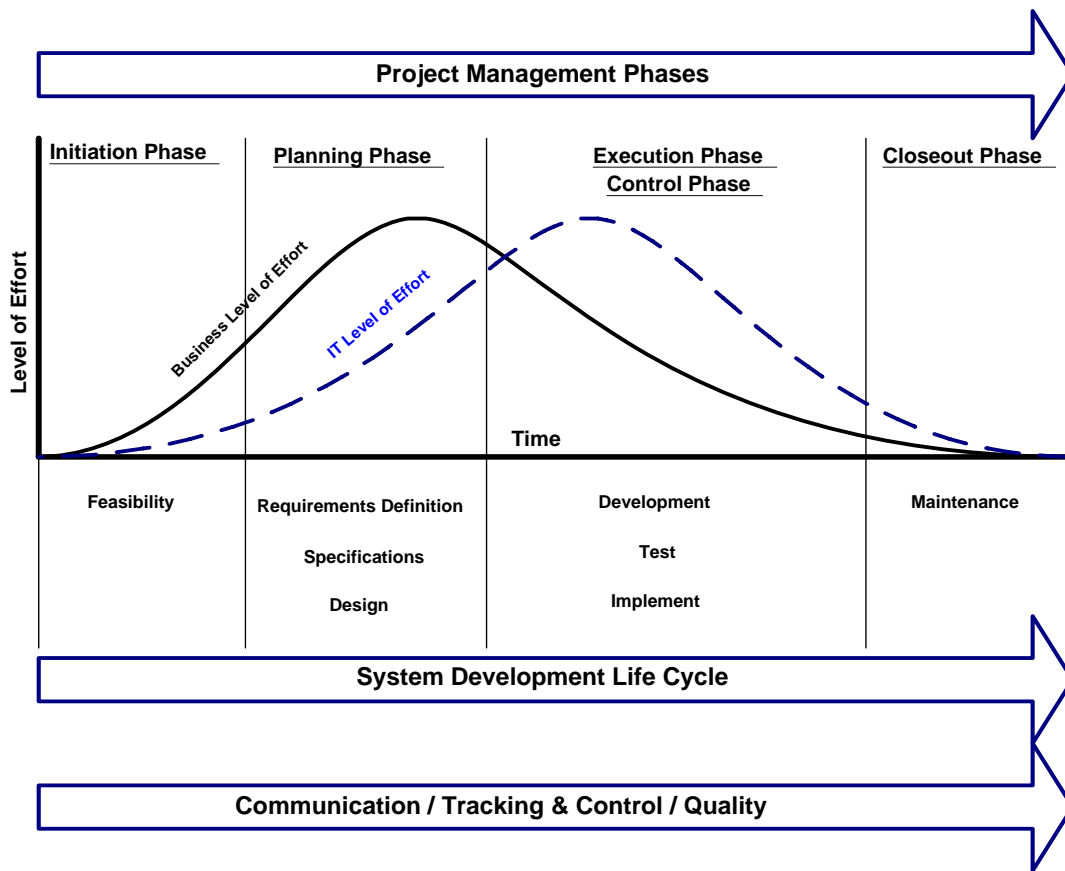 Project Management Phases
Initiation Phase
Planning Phase
Execution Phase
Control Phase
Closeout Phase
Level of Effort
Business Level of Effort
IT Level of Effort
Time
Feasibility
Requirements Definition
Specifications
Design
Development
Test
Implement
Maintenance
System Development Life Cycle
Communication / Tracking & Control / Quality